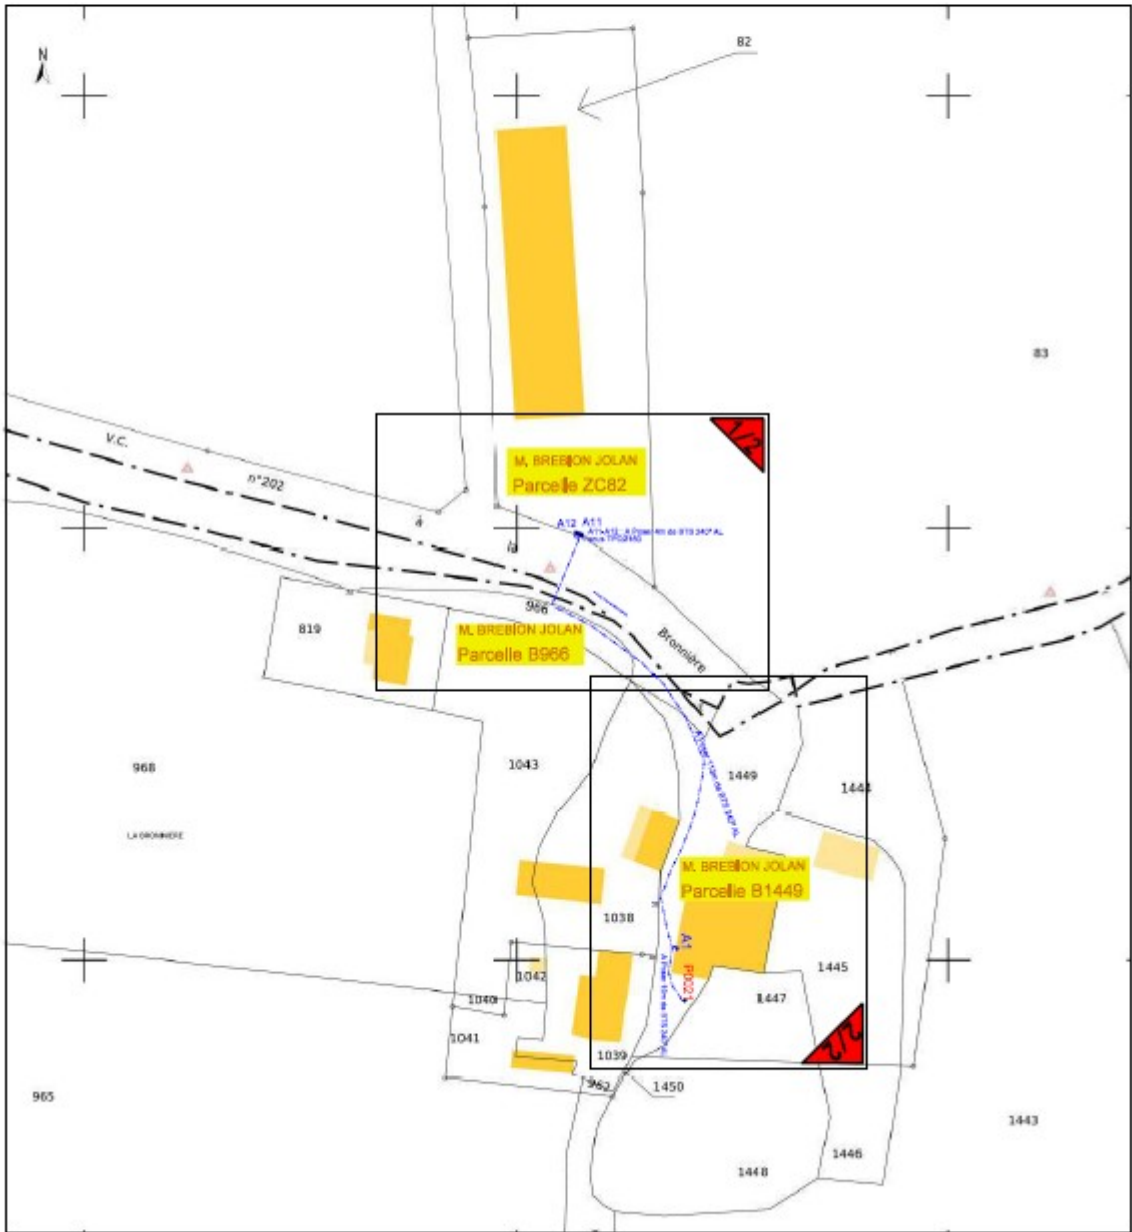 N
82
83
V.C.
n°202
1/2
M. BREBION JOLAN
Parcelle ZC82
à
A12 A11
la
966
819
M. BREBION JOLAN
Parcelle B966
Bronnière
968
1043
1449
1444
LA BRONNIERE
M. BREBION JOLAN
Parcelle B1449
1038
A1
1445
1042
1040
1447
1041
1039
2/2
962
1450
965
1443
1446
1448